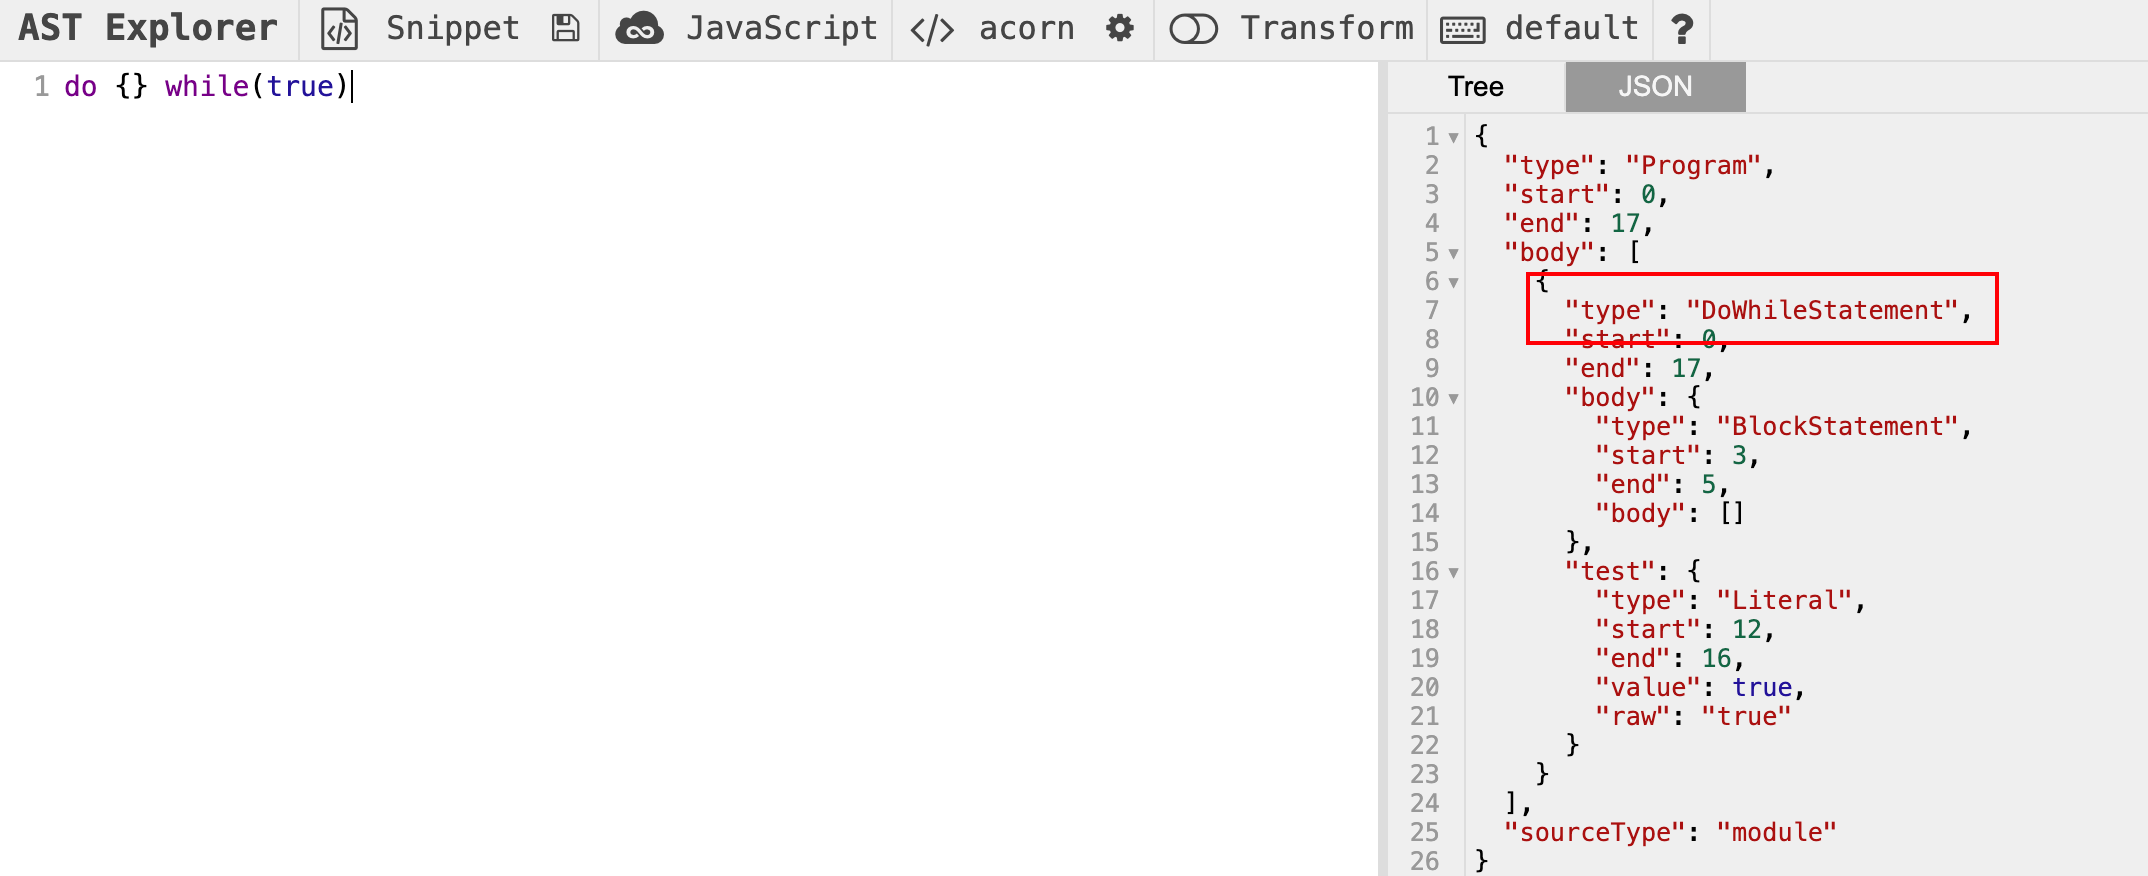 AST Explorer Snippet JavaScript </> acorn Transform default ?
1 do {} while(true)
Tree JSON
1 {
2 "type": "Program",
3 "start": 0,
4 "end": 17,
5 "body": [
6 {
7 "type": "DoWhileStatement",
8 "start": 0,
9 "end": 17,
10 "body": {
11 "type": "BlockStatement",
12 "start": 3,
13 "end": 5,
14 "body": []
15 },
16 "test": {
17 "type": "Literal",
18 "start": 12,
19 "end": 16,
20 "value": true,
21 "raw": "true"
22 }
23 }
24 ],
25 "sourceType": "module"
26 }